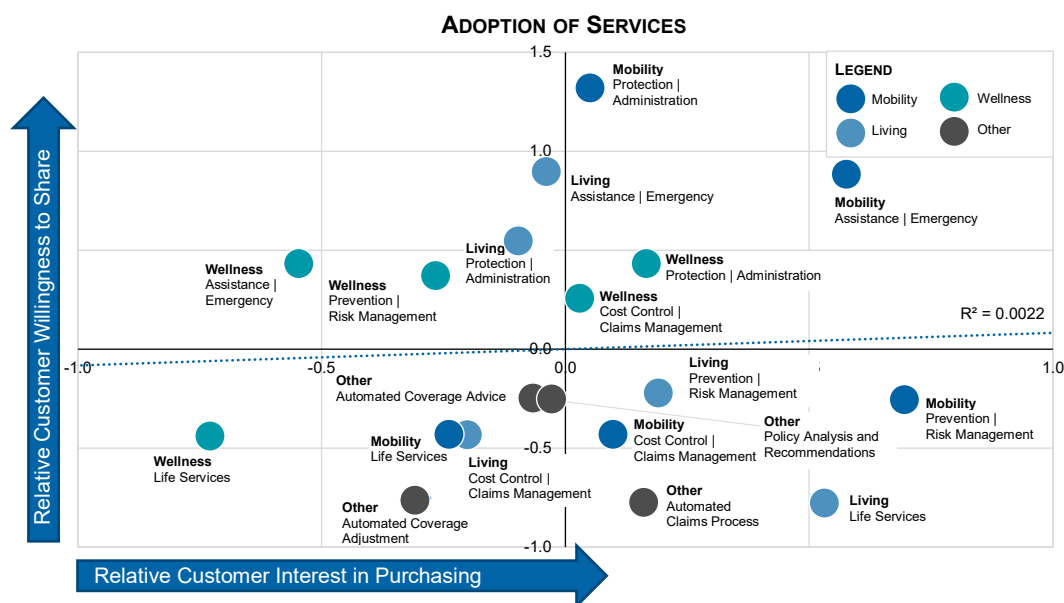 ADOPTION OF SERVICES
Relative Customer Willingness to Share
1.5
1.0
0.0
-0.5
-1.0
-1.0
-0.5
0.0
1.0
LEGEND
Mobility
Wellness
Living
Other
Mobility
Protection |
Administration
Living
Assistance | Emergency
Mobility
Assistance | Emergency
Living
Protection |
Administration
Wellness
Assistance |
Emergency
Wellness
Prevention |
Risk Management
Wellness
Protection | Administration
Wellness
Cost Control |
Claims Management
R² = 0.0022
Other
Automated Coverage Advice
Living
Prevention |
Risk Management
Mobility
Prevention |
Risk Management
Other
Policy Analysis and
Recommendations
Mobility
Cost Control |
Claims Management
Mobility
Life Services
Living
Cost Control |
Claims Management
Wellness
Life Services
Other
Automated Coverage
Adjustment
Other
Automated
Claims Process
Living
Life Services
Relative Customer Interest in Purchasing